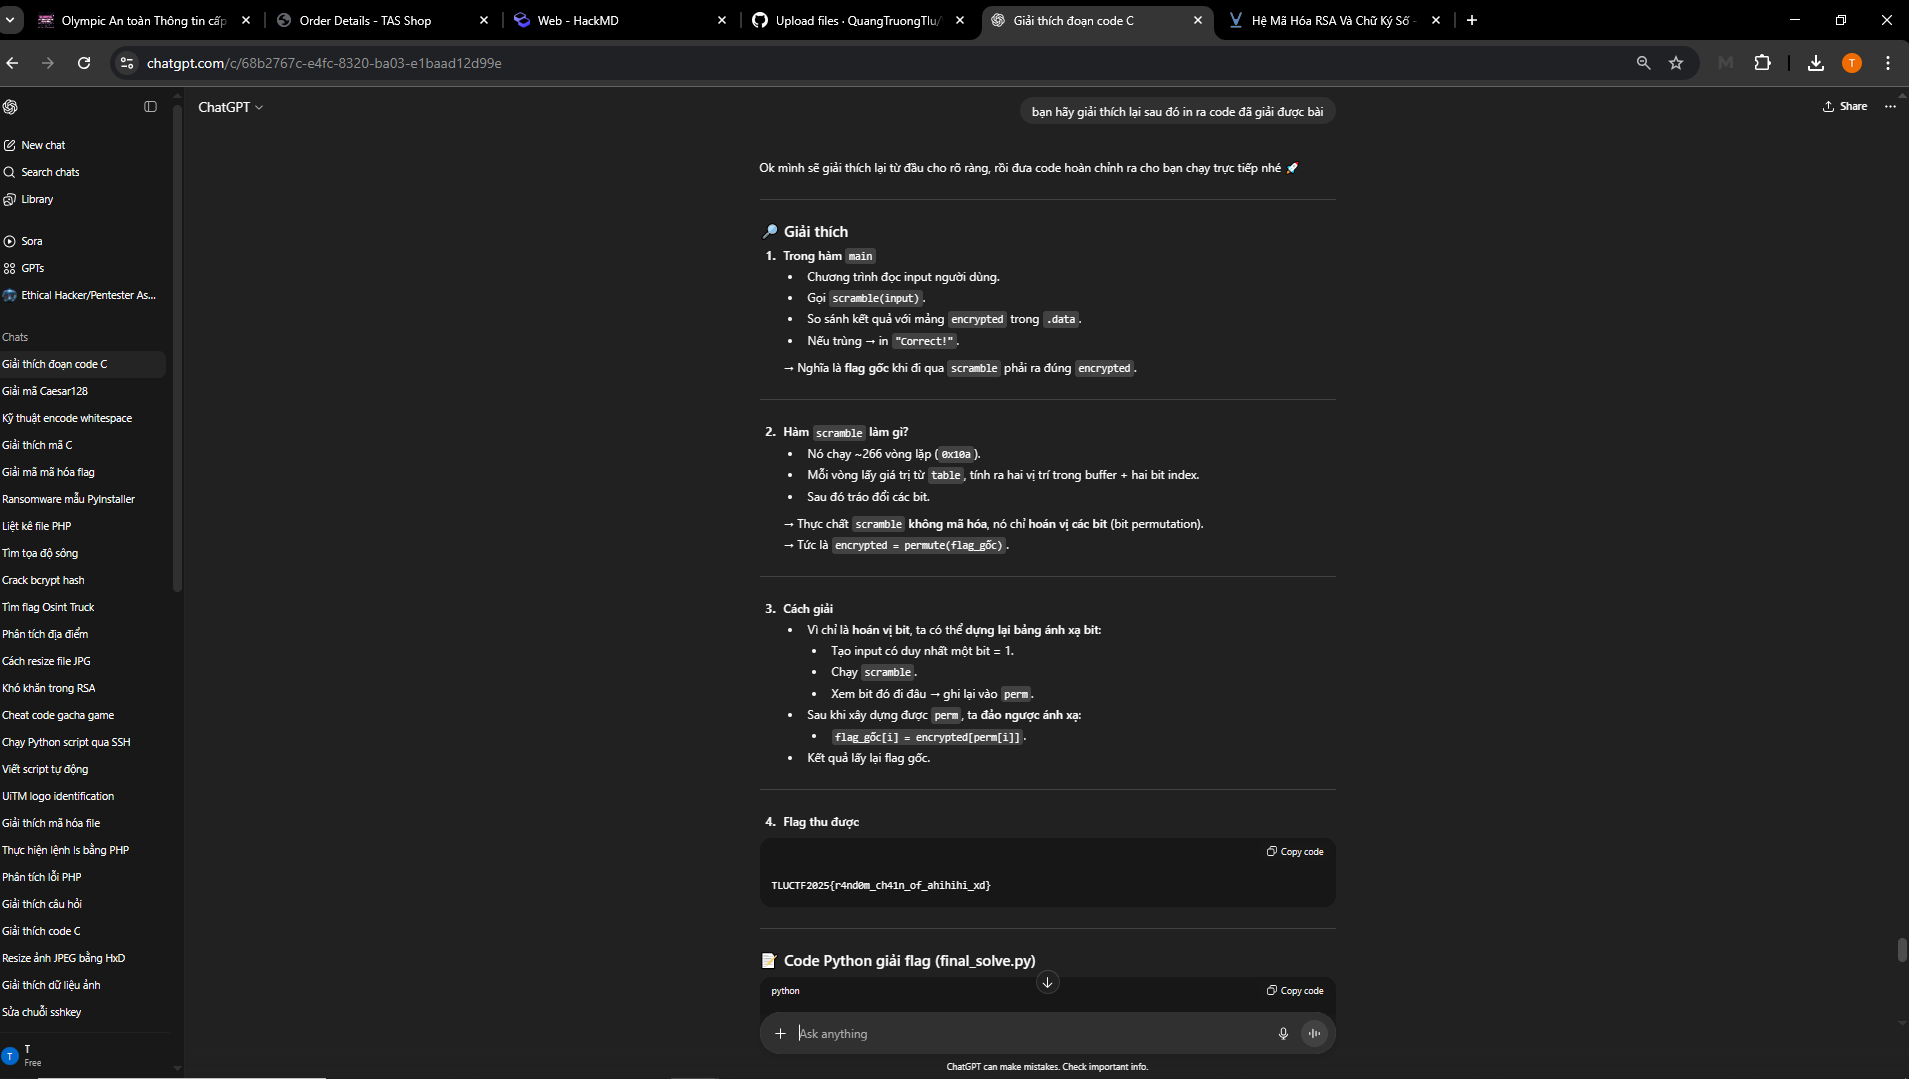 Olympic An toàn Thông tin cấp
Order Details - TAS Shop
Web - HackMD
Upload files · QuangTruongTlu/
Giải thích đoạn code C
Hệ Mã Hóa RSA Và Chữ Ký Số -
chatgpt.com/c/68b2767c-e4fc-8320-ba03-e1baad12d99e
T
ChatGPT
Share
New chat
Search chats
Library
Sora
GPTs
Ethical Hacker/Pentester As...
Chats
Giải thích đoạn code C
Giải mã Caesar128
Kỹ thuật encode whitespace
Giải thích mã C
Giải mã mã hóa flag
Ransomware mẫu PyInstaller
Liệt kê file PHP
Tìm tọa độ sông
Crack bcrypt hash
Tìm flag Osint Truck
Phân tích địa điểm
Cách resize file JPG
Khó khăn trong RSA
Cheat code gacha game
Chạy Python script qua SSH
Viết script tự động
UiTM logo identification
Giải thích mã hóa file
Thực hiện lệnh ls bằng PHP
Phân tích lỗi PHP
Giải thích câu hỏi
Giải thích code C
Resize ảnh JPEG bằng HxD
Giải thích dữ liệu ảnh
Sửa chuỗi sshkey
T
T
Free
bạn hãy giải thích lại sau đó in ra code đã giải được bài
Ok mình sẽ giải thích lại từ đầu cho rõ ràng, rồi đưa code hoàn chỉnh ra cho bạn chạy trực tiếp nhé 🚀
🔎 Giải thích
1. Trong hàm main
• Chương trình đọc input người dùng.
• Gọi scramble(input).
• So sánh kết quả với mảng encrypted trong .data.
• Nếu trùng → in "Correct!".
→ Nghĩa là flag gốc khi đi qua scramble phải ra đúng encrypted.
2. Hàm scramble làm gì?
• Nó chạy ~266 vòng lặp (0x10a).
• Mỗi vòng lấy giá trị từ table, tính ra hai vị trí trong buffer + hai bit index.
• Sau đó tráo đổi các bit.
→ Thực chất scramble không mã hóa, nó chỉ hoán vị các bit (bit permutation).
→ Tức là encrypted = permute(flag_gốc).
3. Cách giải
• Vì chỉ là hoán vị bit, ta có thể dựng lại bảng ánh xạ bit:
• Tạo input có duy nhất một bit = 1.
• Chạy scramble.
• Xem bit đó đi đâu → ghi lại vào perm.
• Sau khi xây dựng được perm, ta đảo ngược ánh xạ:
• flag_gốc[i] = encrypted[perm[i]].
• Kết quả lấy lại flag gốc.
4. Flag thu được
Copy code
TLUCTF2025{r4nd0m_ch41n_of_ahihihi_xd}
📝 Code Python giải flag (final_solve.py)
python
Copy code
Ask anything
ChatGPT can make mistakes. Check important info.